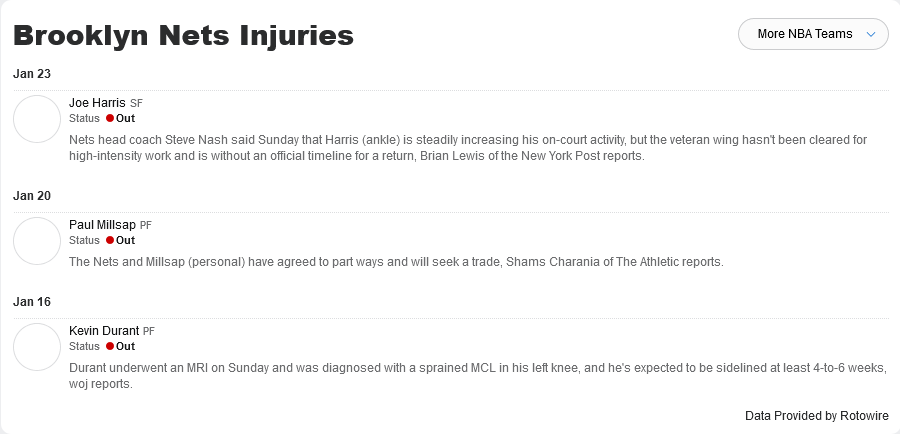 Brooklyn Nets Injuries
More NBA Teams
Jan 23
Joe Harris SF
Status Out
Nets head coach Steve Nash said Sunday that Harris (ankle) is steadily increasing his on-court activity, but the veteran wing hasn't been cleared for
high-intensity work and is without an official timeline for a return, Brian Lewis of the New York Post reports.
Jan 20
Paul Millsap PF
Status Out
The Nets and Millsap (personal) have agreed to part ways and will seek a trade, Shams Charania of The Athletic reports.
Jan 16
Kevin Durant PF
Status Out
Durant underwent an MRI on Sunday and was diagnosed with a sprained MCL in his left knee, and he's expected to be sidelined at least 4-to-6 weeks,
woj reports.
Data Provided by Rotowire